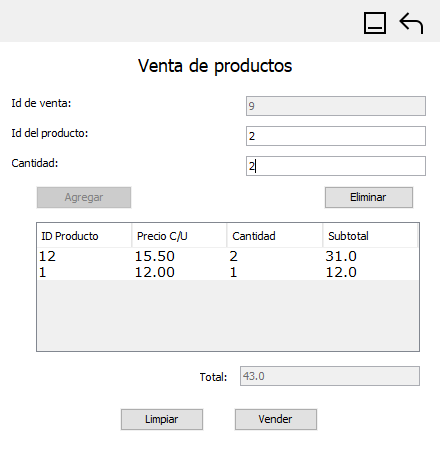 Venta de productos
Id de venta: 9
Id del producto: 2
Cantidad: 2
Agregar Eliminar
ID Producto Precio C/U Cantidad Subtotal
12 15.50 2 31.0
1 12.00 1 12.0
Total: 43.0
Limpiar Vender